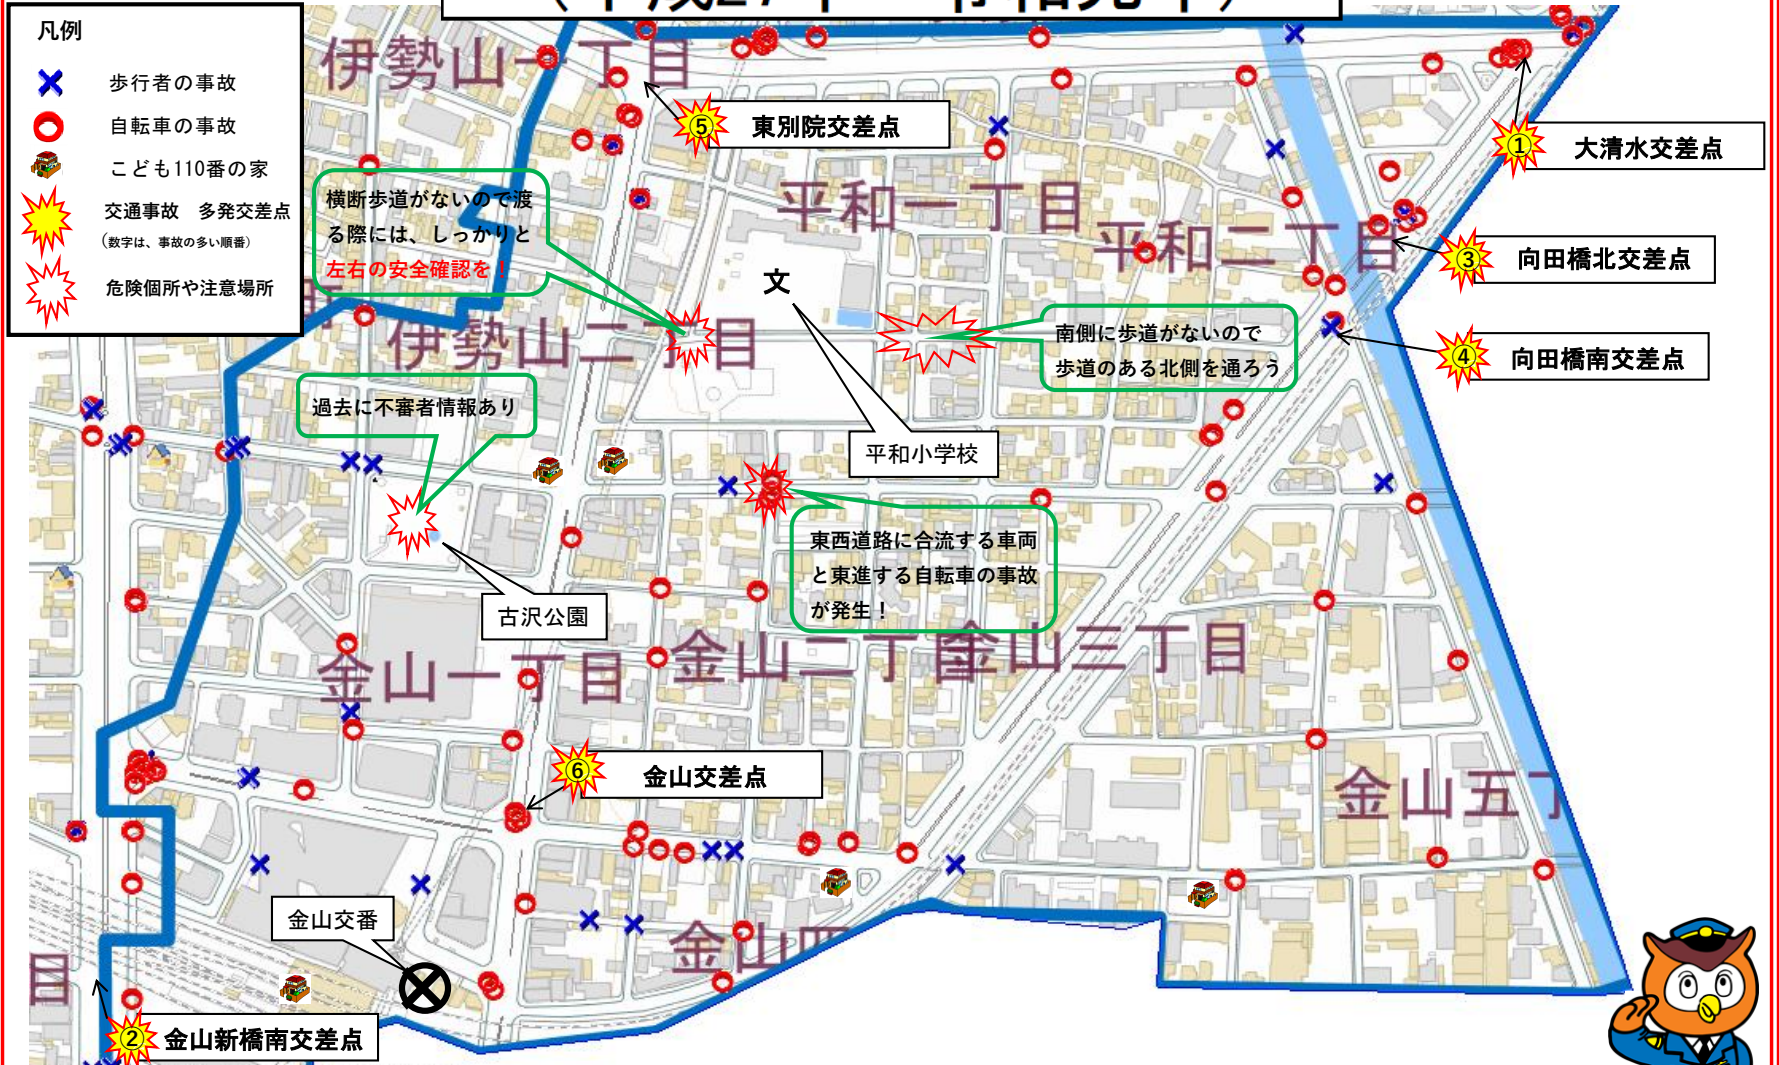 凡例
歩行者の事故
自転車の事故
こども110番の家
交通事故　多発交差点
（数字は、事故の多い順番）
危険個所や注意場所
伊勢山一丁目
⑤ 東別院交差点
① 大清水交差点
横断歩道がないので渡
る際には、しっかりと
左右の安全確認を！
平和一丁目
平和二丁目
③ 向田橋北交差点
文
伊勢山二丁目
南側に歩道がないので
歩道のある北側を通ろう
④ 向田橋南交差点
過去に不審者情報あり
平和小学校
東西道路に合流する車両
と東進する自転車の事故
が発生！
古沢公園
金山一丁目
金山二丁目
金山三丁目
⑥ 金山交差点
金山五丁
金山交番
金山四
目
② 金山新橋南交差点